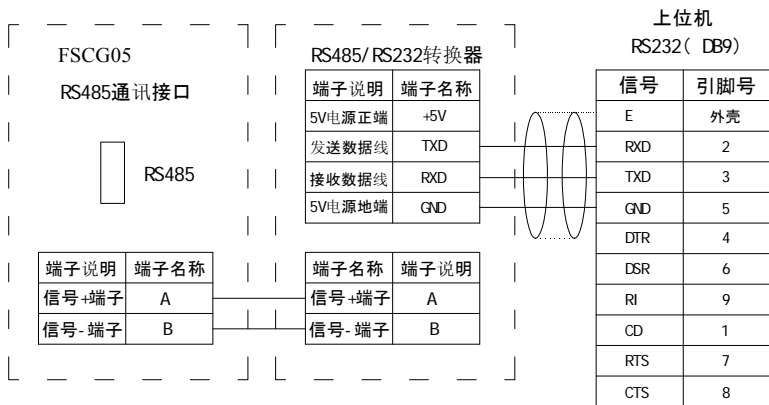 FSCG05
RS485通讯接口
RS485
端子说明 端子名称
信号+端子 A
信号-端子 B
RS485/RS232转换器
端子说明 端子名称
5V电源正端 +5V
发送数据线 TXD
接收数据线 RXD
5V电源地端 GND
端子名称 端子说明
信号+端子 A
信号-端子 B
上位机
RS232( DB9)
信号 引脚号
E 外壳
RXD 2
TXD 3
GND 5
DTR 4
DSR 6
RI 9
CD 1
RTS 7
CTS 8